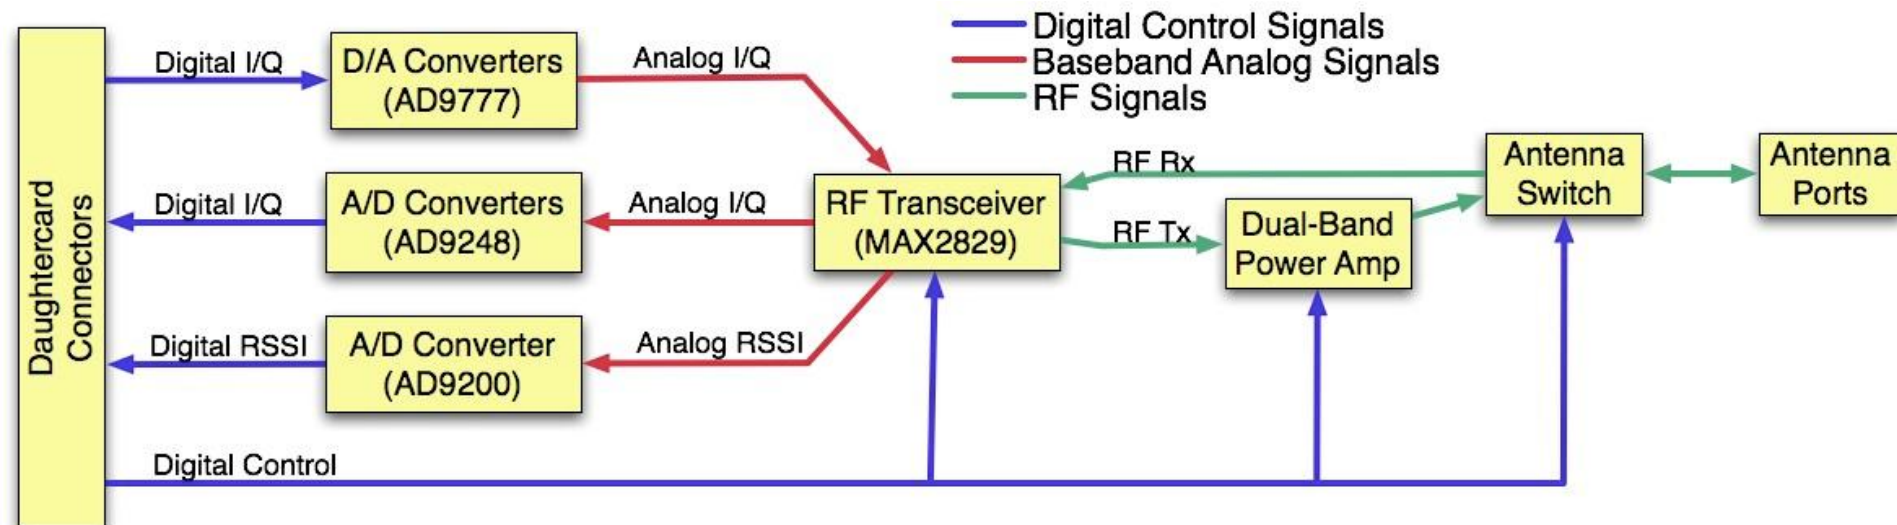 Digital Control Signals
Baseband Analog Signals
RF Signals
Daughtercard
Connectors
Digital I/Q
D/A Converters
(AD9777)
Analog I/Q
Digital I/Q
A/D Converters
(AD9248)
Analog I/Q
RF Transceiver
(MAX2829)
RF Rx
RF Tx
Dual-Band
Power Amp
Antenna
Switch
Antenna
Ports
Digital RSSI
A/D Converter
(AD9200)
Analog RSSI
Digital Control